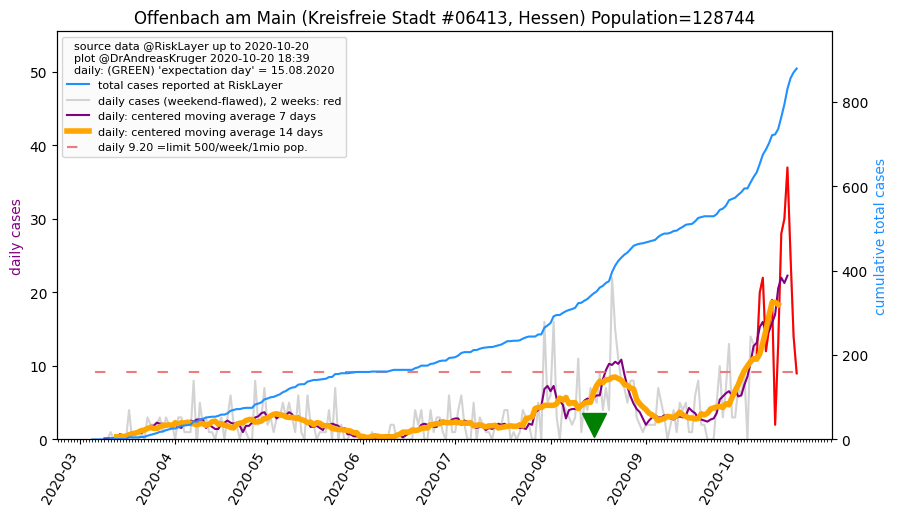 Offenbach am Main (Kreisfreie Stadt #06413, Hessen) Population=128744
source data @RiskLayer up to 2020-10-20
plot @DrAndreasKruger 2020-10-20 18:39
daily: (GREEN) 'expectation day' = 15.08.2020
total cases reported at RiskLayer
daily cases (weekend-flawed), 2 weeks: red
daily: centered moving average 7 days
daily: centered moving average 14 days
daily 9.20 =limit 500/week/1mio pop.
daily cases
50
40
30
20
10
0
cumulative total cases
800
600
400
200
0
2020-03
2020-04
2020-05
2020-06
2020-07
2020-08
2020-09
2020-10